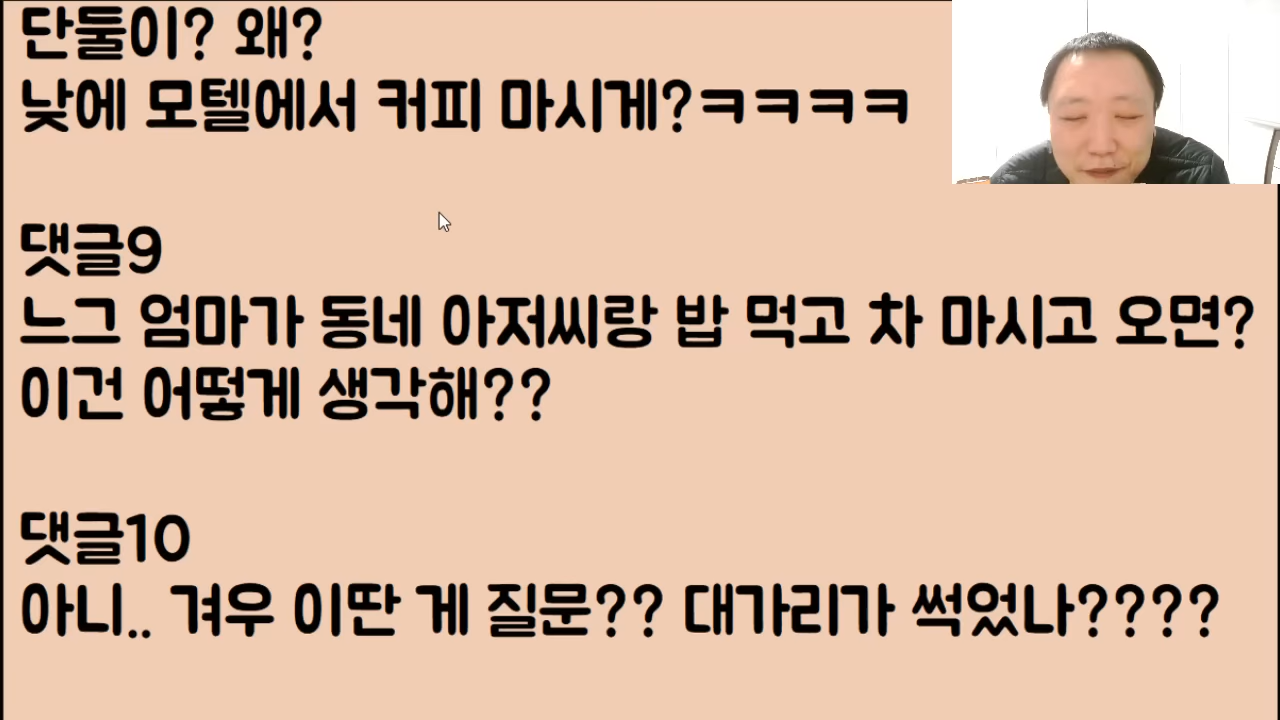 단둘이? 왜?
낮에 모텔에서 커피 마시게?ㅋㅋㅋㅋ
댓글9
느그 엄마가 동네 아저씨랑 밥 먹고 차 마시고 오면?
이건 어떻게 생각해??
댓글10
아니.. 겨우 이딴 게 질문?? 대가리가 썩었나????